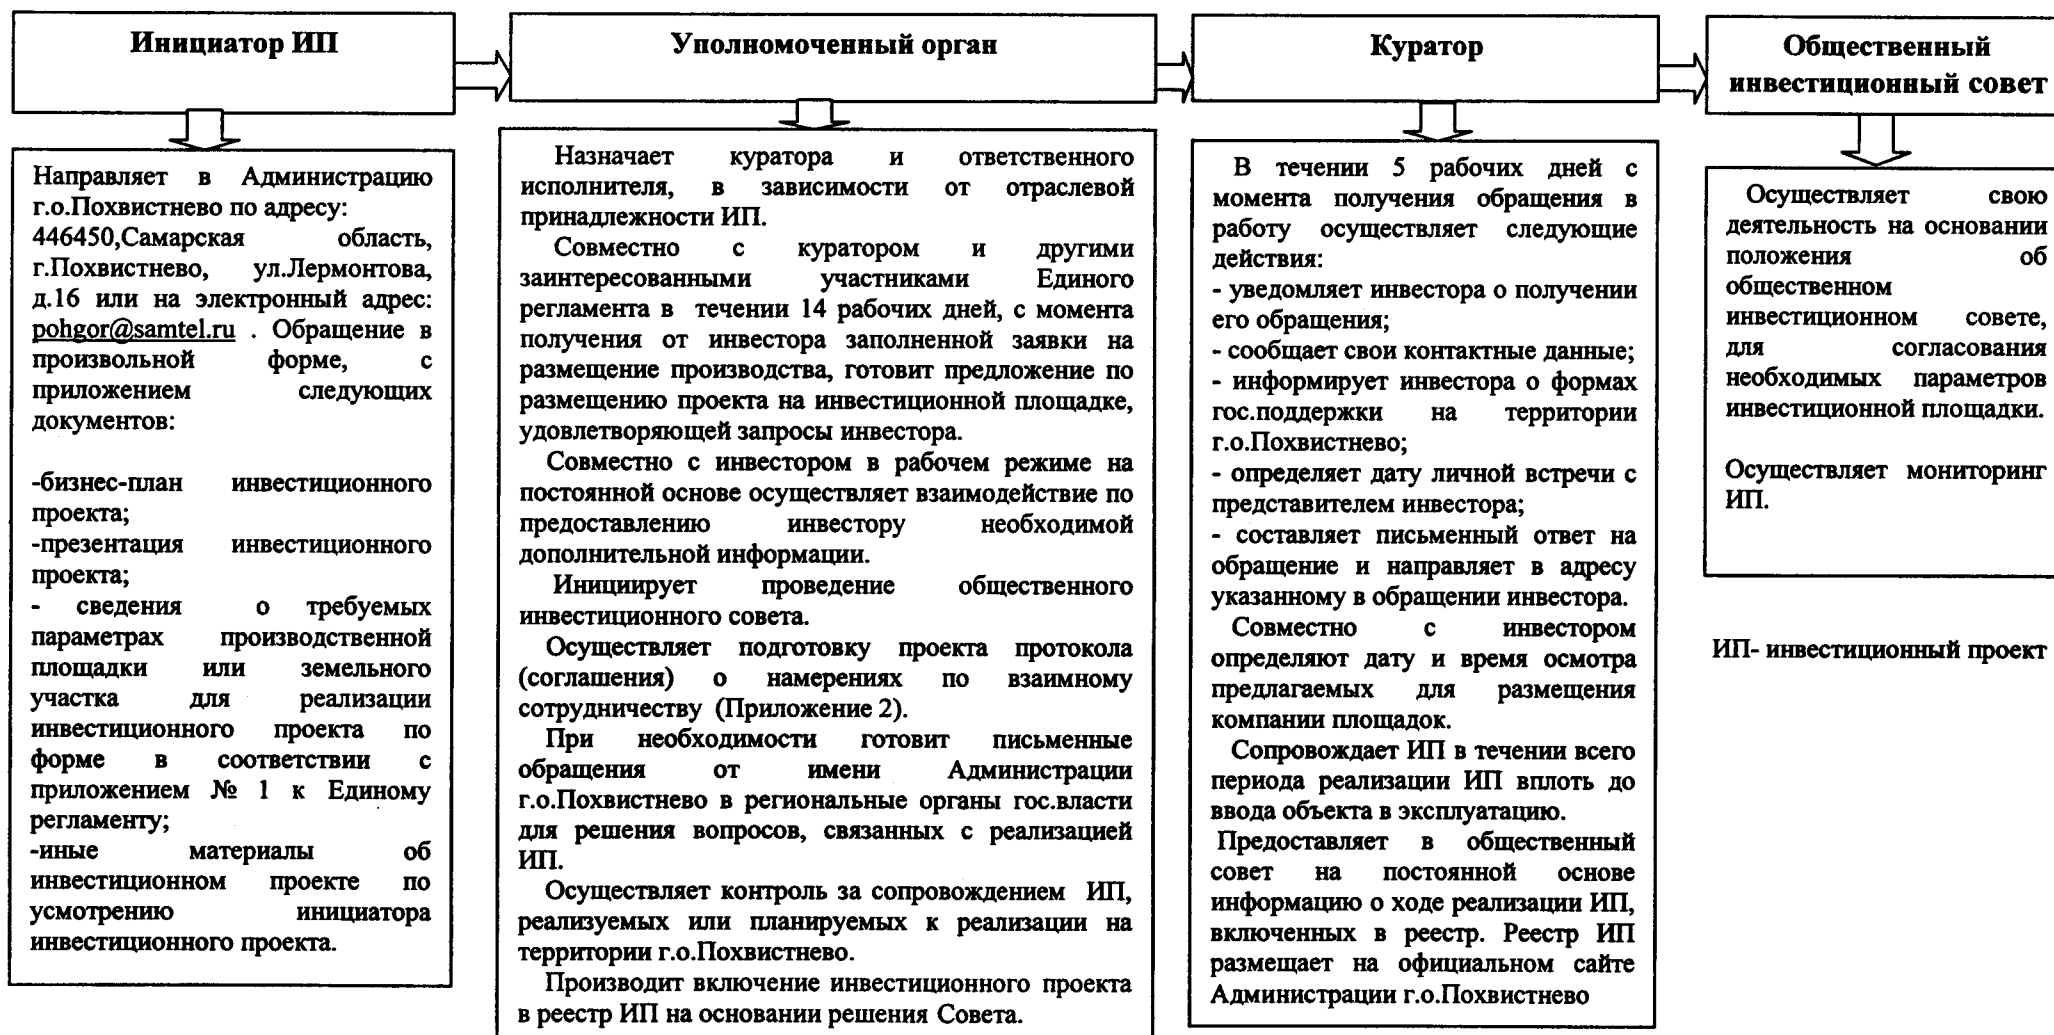 Инициатор ИП
Направляет в Администрацию
г.о.Похвистнево по адресу:
446450,Самарская область,
г.Похвистнево, ул.Лермонтова,
д.16 или на электронный адрес:
pohgor@samtel.ru . Обращение в
произвольной форме, с
приложением следующих
документов:
-бизнес-план инвестиционного
проекта;
-презентация инвестиционного
проекта;
- сведения о требуемых
параметрах производственной
площадки или земельного
участка для реализации
инвестиционного проекта по
форме в соответствии с
приложением № 1 к Единому
регламенту;
-иные материалы об
инвестиционном проекте по
усмотрению инициатора
инвестиционного проекта.
Уполномоченный орган
Назначает куратора и ответственного
исполнителя, в зависимости от отраслевой
принадлежности ИП.
Совместно с куратором и другими
заинтересованными участниками Единого
регламента в течении 14 рабочих дней, с момента
получения от инвестора заполненной заявки на
размещение производства, готовит предложение по
размещению проекта на инвестиционной площадке,
удовлетворяющей запросы инвестора.
Совместно с инвестором в рабочем режиме на
постоянной основе осуществляет взаимодействие по
предоставлению инвестору необходимой
дополнительной информации.
Инициирует проведение общественного
инвестиционного совета.
Осуществляет подготовку проекта протокола
(соглашения) о намерениях по взаимному
сотрудничеству (Приложение 2).
При необходимости готовит письменные
обращения от имени Администрации
г.о.Похвистнево в региональные органы гос.власти
для решения вопросов, связанных с реализацией
ИП.
Осуществляет контроль за сопровождением ИП,
реализуемых или планируемых к реализации на
территории г.о.Похвистнево.
Производит включение инвестиционного проекта
в реестр ИП на основании решения Совета.
Куратор
В течении 5 рабочих дней с
момента получения обращения в
работу осуществляет следующие
действия:
- уведомляет инвестора о получении
его обращения;
- сообщает свои контактные данные;
- информирует инвестора о формах
гос.поддержки на территории
г.о.Похвистнево;
- определяет дату личной встречи с
представителем инвестора;
- составляет письменный ответ на
обращение и направляет в адресу
указанному в обращении инвестора.
Совместно с инвестором
определяют дату и время осмотра
предлагаемых для размещения
компании площадок.
Сопровождает ИП в течении всего
периода реализации ИП вплоть до
ввода объекта в эксплуатацию.
Предоставляет в общественный
совет на постоянной основе
информацию о ходе реализации ИП,
включенных в реестр. Реестр ИП
размещает на официальном сайте
Администрации г.о.Похвистнево
Общественный
инвестиционный совет
Осуществляет свою
деятельность на основании
положения об
общественном
инвестиционном совете,
для согласования
необходимых параметров
инвестиционной площадки.
Осуществляет мониторинг
ИП.
ИП- инвестиционный проект